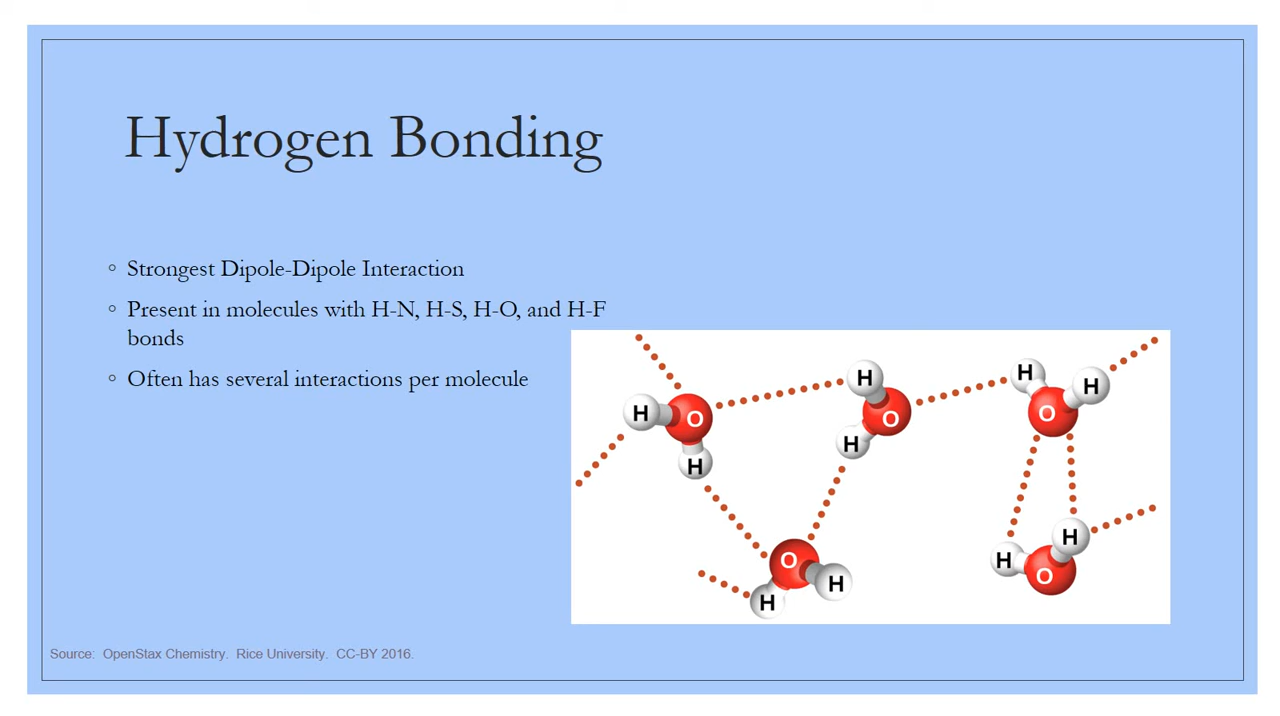 Hydrogen Bonding
◦ Strongest Dipole-Dipole Interaction
◦ Present in molecules with H-N, H-S, H-O, and H-F
bonds
◦ Often has several interactions per molecule
H O
H
H
O
H
H
O H
O
H
H
H
H
O
Source: OpenStax Chemistry. Rice University. CC-BY 2016.